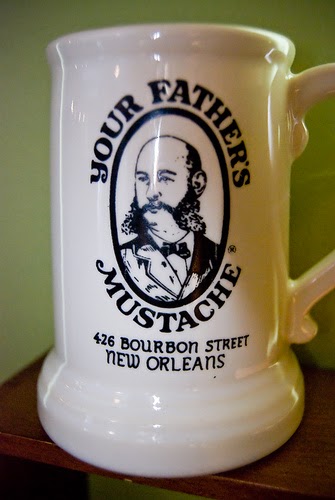 YOUR FATHER'S
MUSTACHE
®
426 BOURBON STREET
NEW ORLEANS